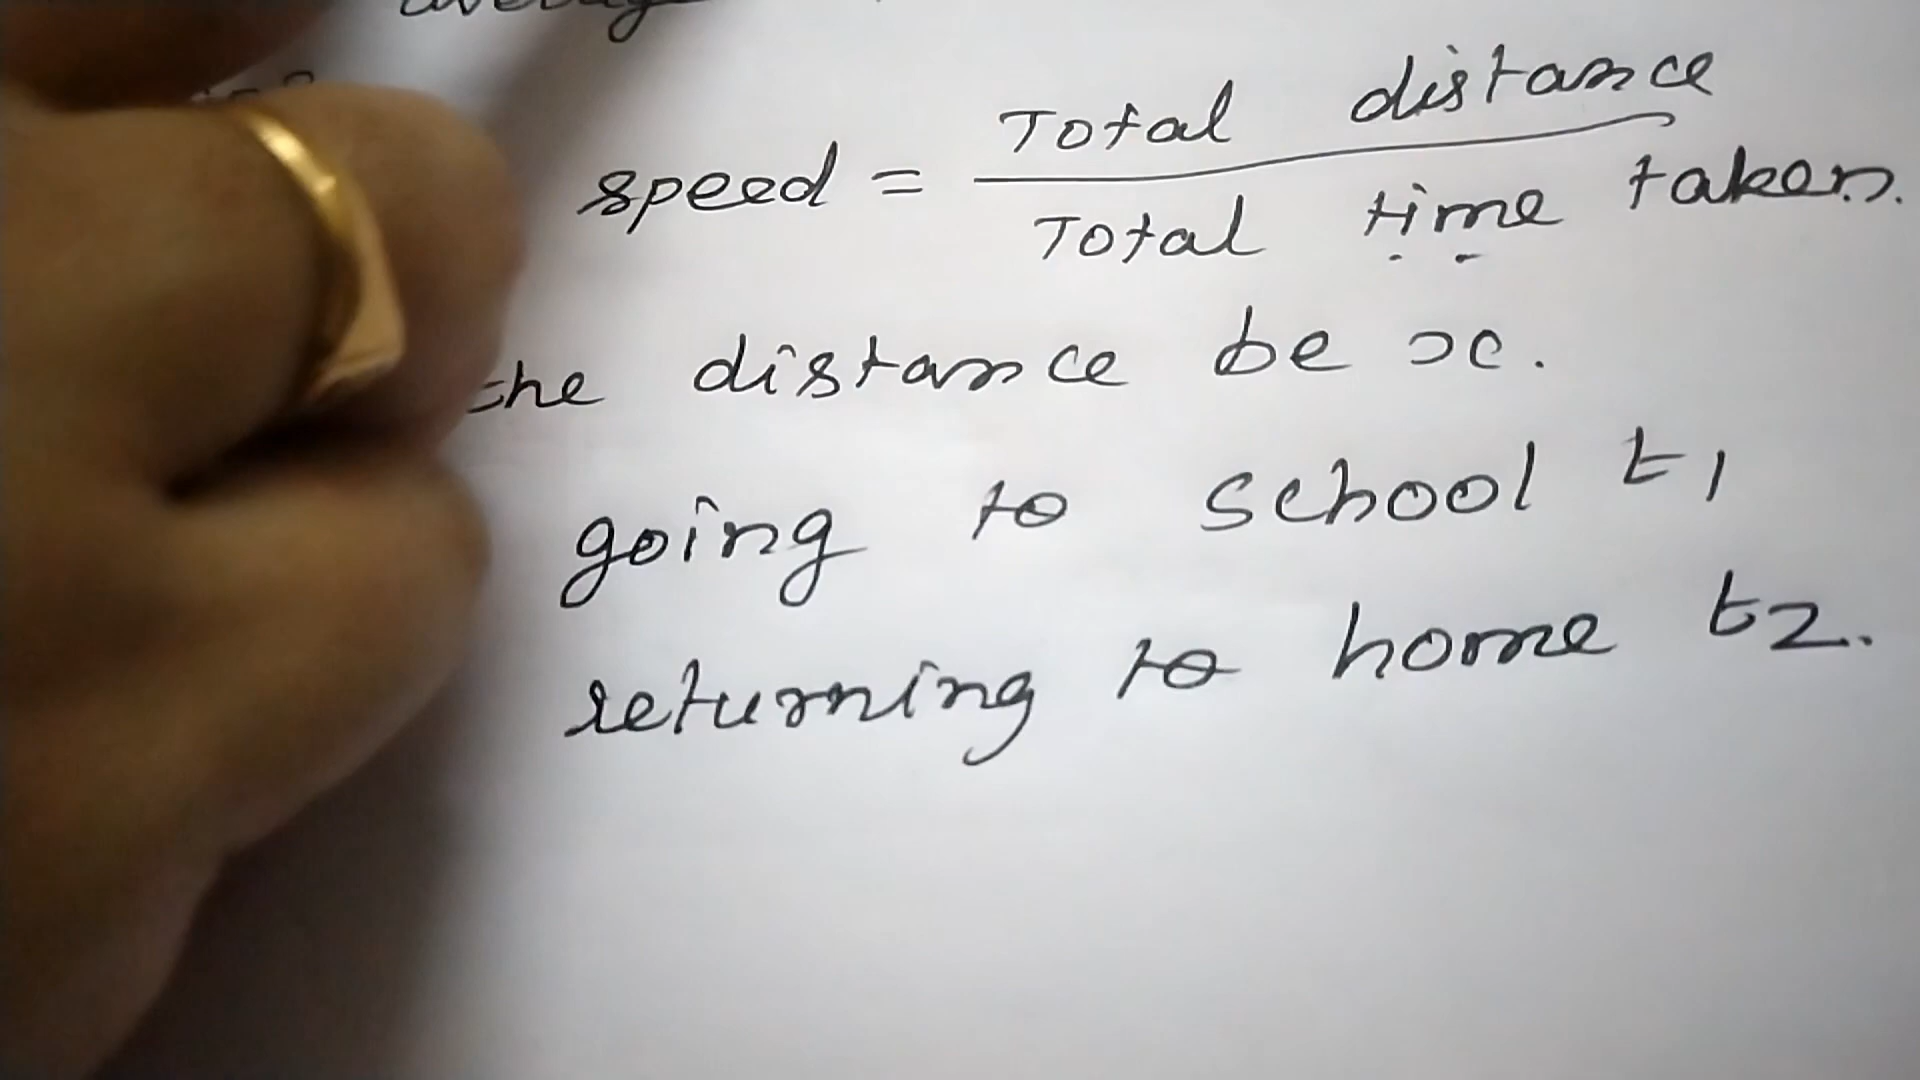 speed = Total distance
Total time taken.
the distance be x.
going to school t1
returning to home t2.